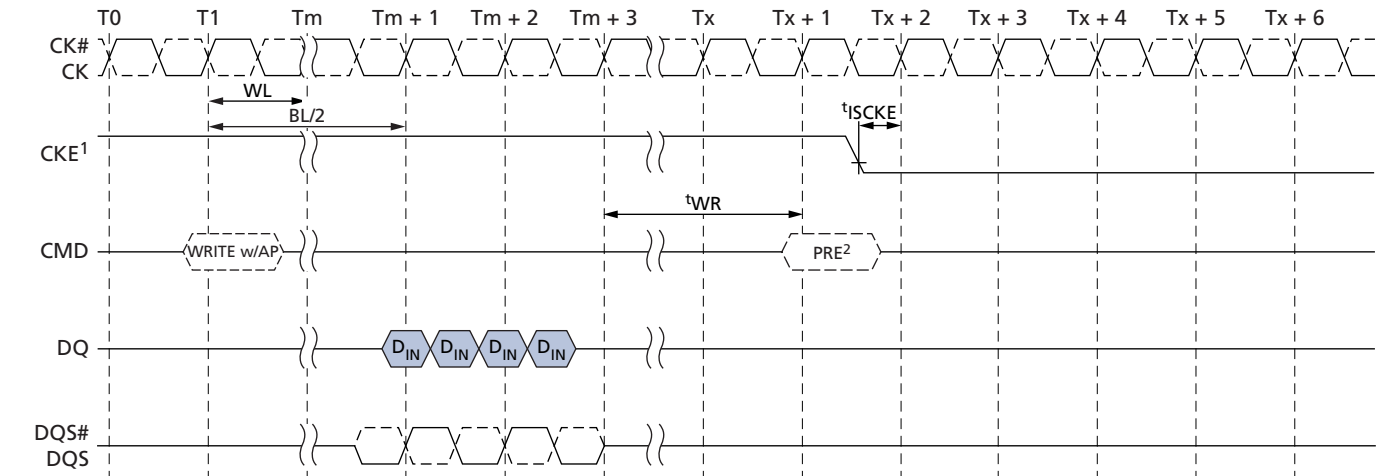 T0 T1 Tm Tm + 1 Tm + 2 Tm + 3 Tx Tx + 1 Tx + 2 Tx + 3 Tx + 4 Tx + 5 Tx + 6
CK#
CK
WL
BL/2
tISCKE
CKE1
tWR
CMD WRITE w/AP PRE2
DQ DIN DIN DIN DIN
DQS#
DQS